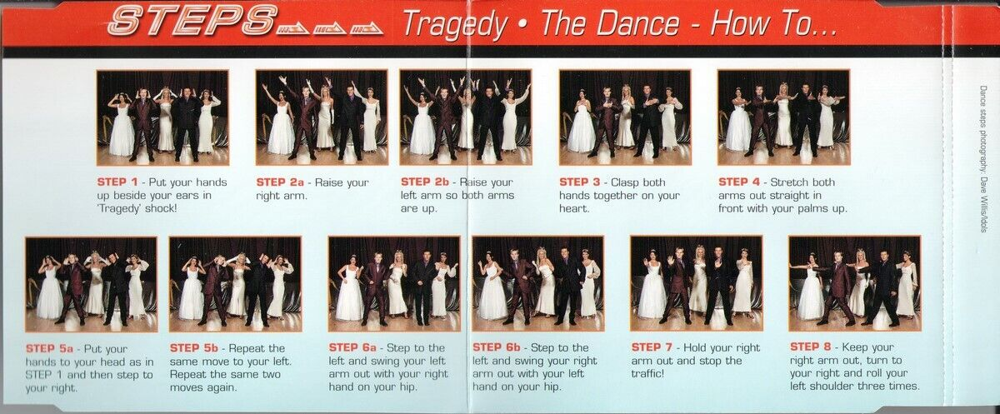 STEPS...
Tragedy • The Dance - How To...
STEP 1 - Put your hands
up beside your ears in
'Tragedy' shock!
STEP 2a - Raise your
right arm.
STEP 2b - Raise your
left arm so both arms
are up.
STEP 3 - Clasp both
hands together on your
heart.
STEP 4 - Stretch both
arms out straight in
front with your palms up.
STEP 5a - Put your
hands to your head as in
STEP 1 and then step to
your right.
STEP 5b - Repeat the
same move to your left.
Repeat the same two
moves again.
STEP 6a - Step to the
left and swing your left
arm out with your right
hand on your hip.
STEP 6b - Step to the
left and swing your right
arm out with your left
hand on your hip.
STEP 7 - Hold your right
arm out and stop the
traffic!
STEP 8 - Keep your
right arm out, turn to
your right and roll your
left shoulder three times.
Dance steps photography: Dave Willis/Idols